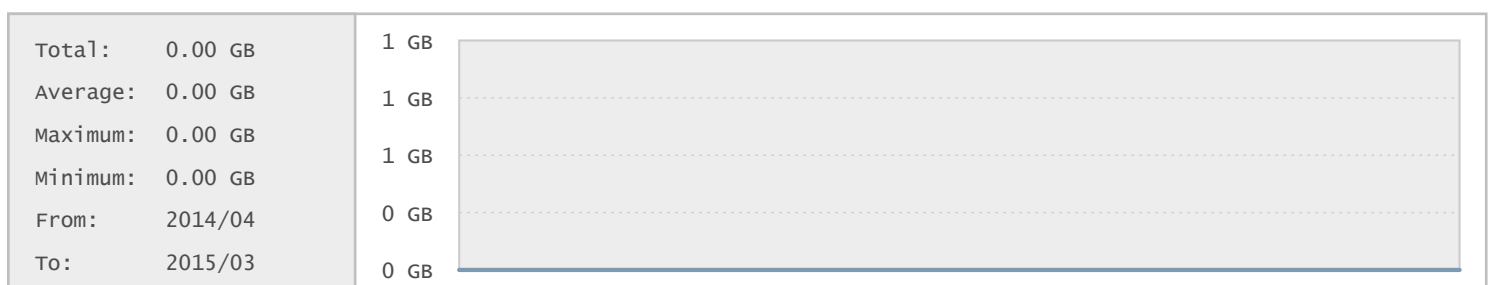 Total: 0.00 GB
Average: 0.00 GB
Maximum: 0.00 GB
Minimum: 0.00 GB
From: 2014/04
To: 2015/03
1 GB
1 GB
1 GB
0 GB
0 GB